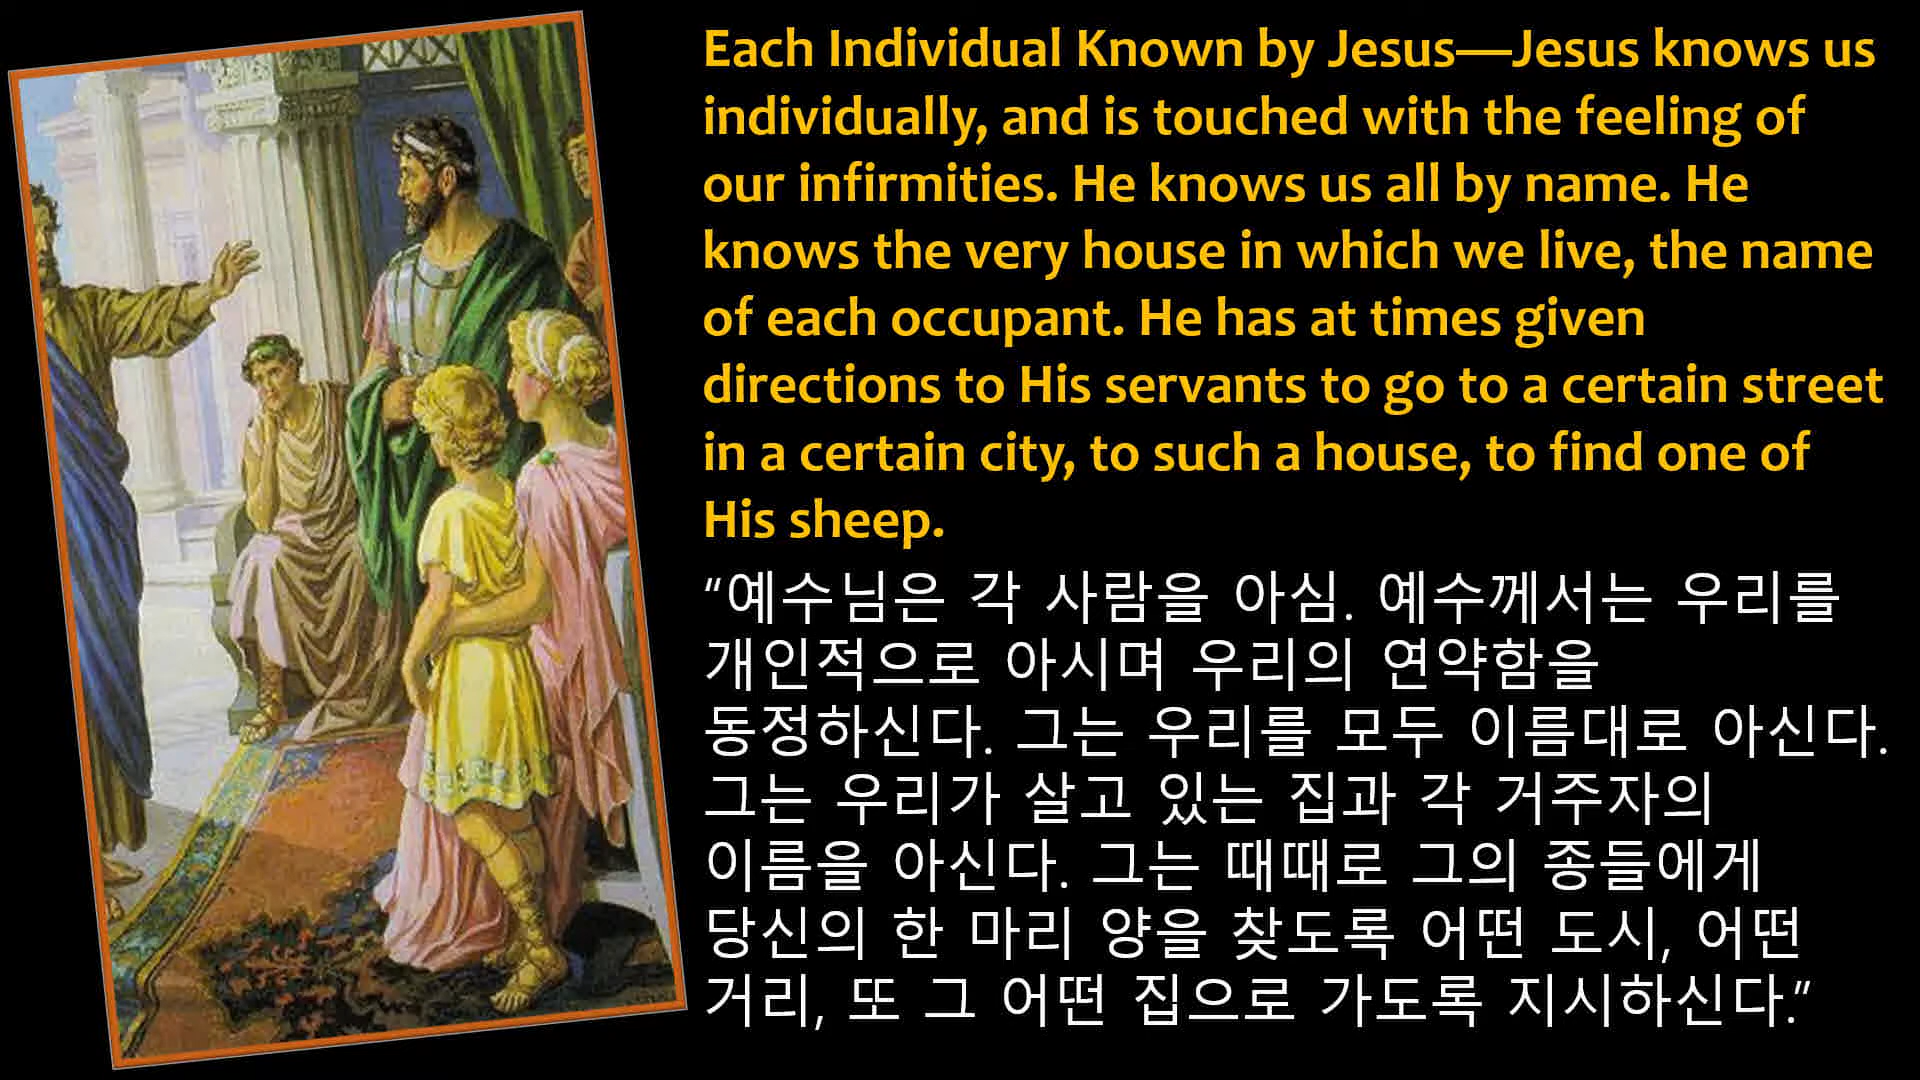 Each Individual Known by Jesus—Jesus knows us
individually, and is touched with the feeling of
our infirmities. He knows us all by name. He
knows the very house in which we live, the name
of each occupant. He has at times given
directions to His servants to go to a certain street
in a certain city, to such a house, to find one of
His sheep.
“예수님은 각 사람을 아심. 예수께서는 우리를
개인적으로 아시며 우리의 연약함을
동정하신다. 그는 우리를 모두 이름대로 아신다.
그는 우리가 살고 있는 집과 각 거주자의
이름을 아신다. 그는 때때로 그의 종들에게
당신의 한 마리 양을 찾도록 어떤 도시, 어떤
거리, 또 그 어떤 집으로 가도록 지시하신다.”